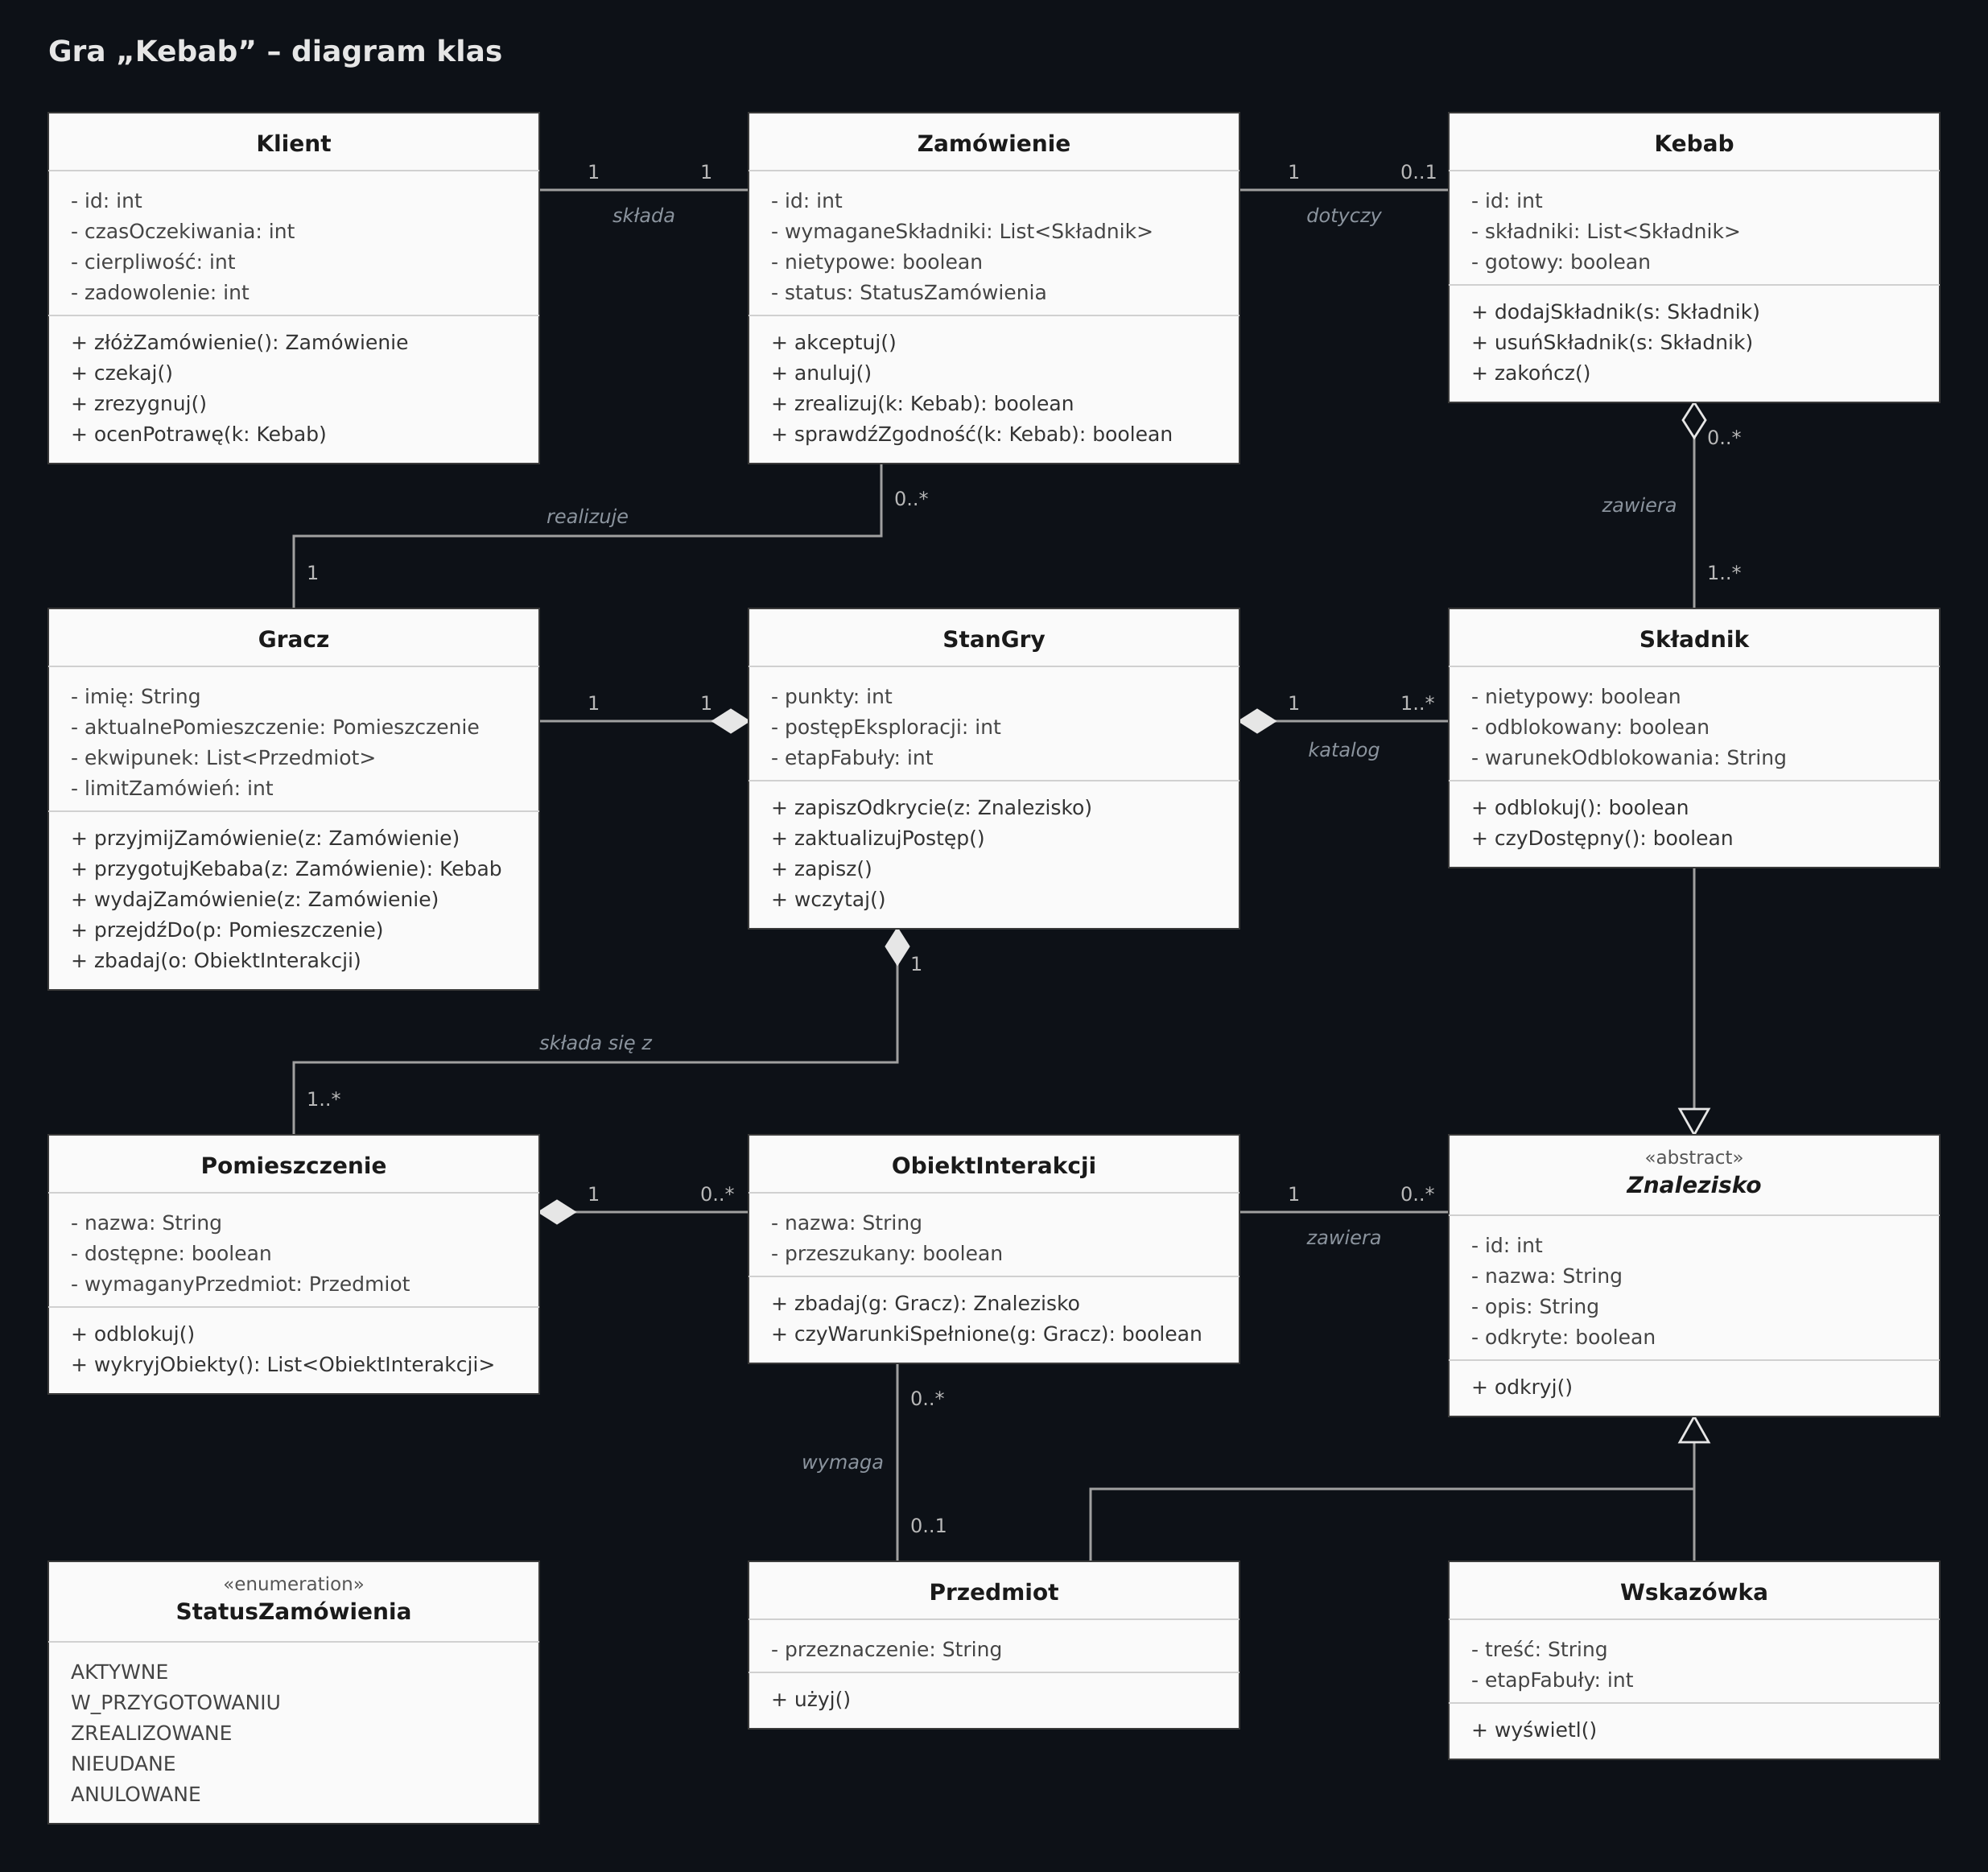 Gra „Kebab” – diagram klas
Klient
- id: int
- czasOczekiwania: int
- cierpliwość: int
- zadowolenie: int
+ złóżZamówienie(): Zamówienie
+ czekaj()
+ zrezygnuj()
+ ocenPotrawę(k: Kebab)
1
1
składa
Zamówienie
- id: int
- wymaganeSkładniki: List<Składnik>
- nietypowe: boolean
- status: StatusZamówienia
+ akceptuj()
+ anuluj()
+ zrealizuj(k: Kebab): boolean
+ sprawdźZgodność(k: Kebab): boolean
1
0..1
dotyczy
Kebab
- id: int
- składniki: List<Składnik>
- gotowy: boolean
+ dodajSkładnik(s: Składnik)
+ usuńSkładnik(s: Składnik)
+ zakończ()
0..*
realizuje
1
0..*
zawiera
1..*
Gracz
- imię: String
- aktualnePomieszczenie: Pomieszczenie
- ekwipunek: List<Przedmiot>
- limitZamówień: int
+ przyjmijZamówienie(z: Zamówienie)
+ przygotujKebaba(z: Zamówienie): Kebab
+ wydajZamówienie(z: Zamówienie)
+ przejdźDo(p: Pomieszczenie)
+ zbadaj(o: ObiektInterakcji)
1
1
StanGry
- punkty: int
- postępEksploracji: int
- etapFabuły: int
+ zapiszOdkrycie(z: Znalezisko)
+ zaktualizujPostęp()
+ zapisz()
+ wczytaj()
1
1..*
katalog
Składnik
- nietypowy: boolean
- odblokowany: boolean
- warunekOdblokowania: String
+ odblokuj(): boolean
+ czyDostępny(): boolean
1
składa się z
1..*
Pomieszczenie
- nazwa: String
- dostępne: boolean
- wymaganyPrzedmiot: Przedmiot
+ odblokuj()
+ wykryjObiekty(): List<ObiektInterakcji>
1
0..*
ObiektInterakcji
- nazwa: String
- przeszukany: boolean
+ zbadaj(g: Gracz): Znalezisko
+ czyWarunkiSpełnione(g: Gracz): boolean
1
0..*
zawiera
«abstract»
Znalezisko
- id: int
- nazwa: String
- opis: String
- odkryte: boolean
+ odkryj()
0..*
wymaga
0..1
«enumeration»
StatusZamówienia
AKTYWNE
W_PRZYGOTOWANIU
ZREALIZOWANE
NIEUDANE
ANULOWANE
Przedmiot
- przeznaczenie: String
+ użyj()
Wskazówka
- treść: String
- etapFabuły: int
+ wyświetl()